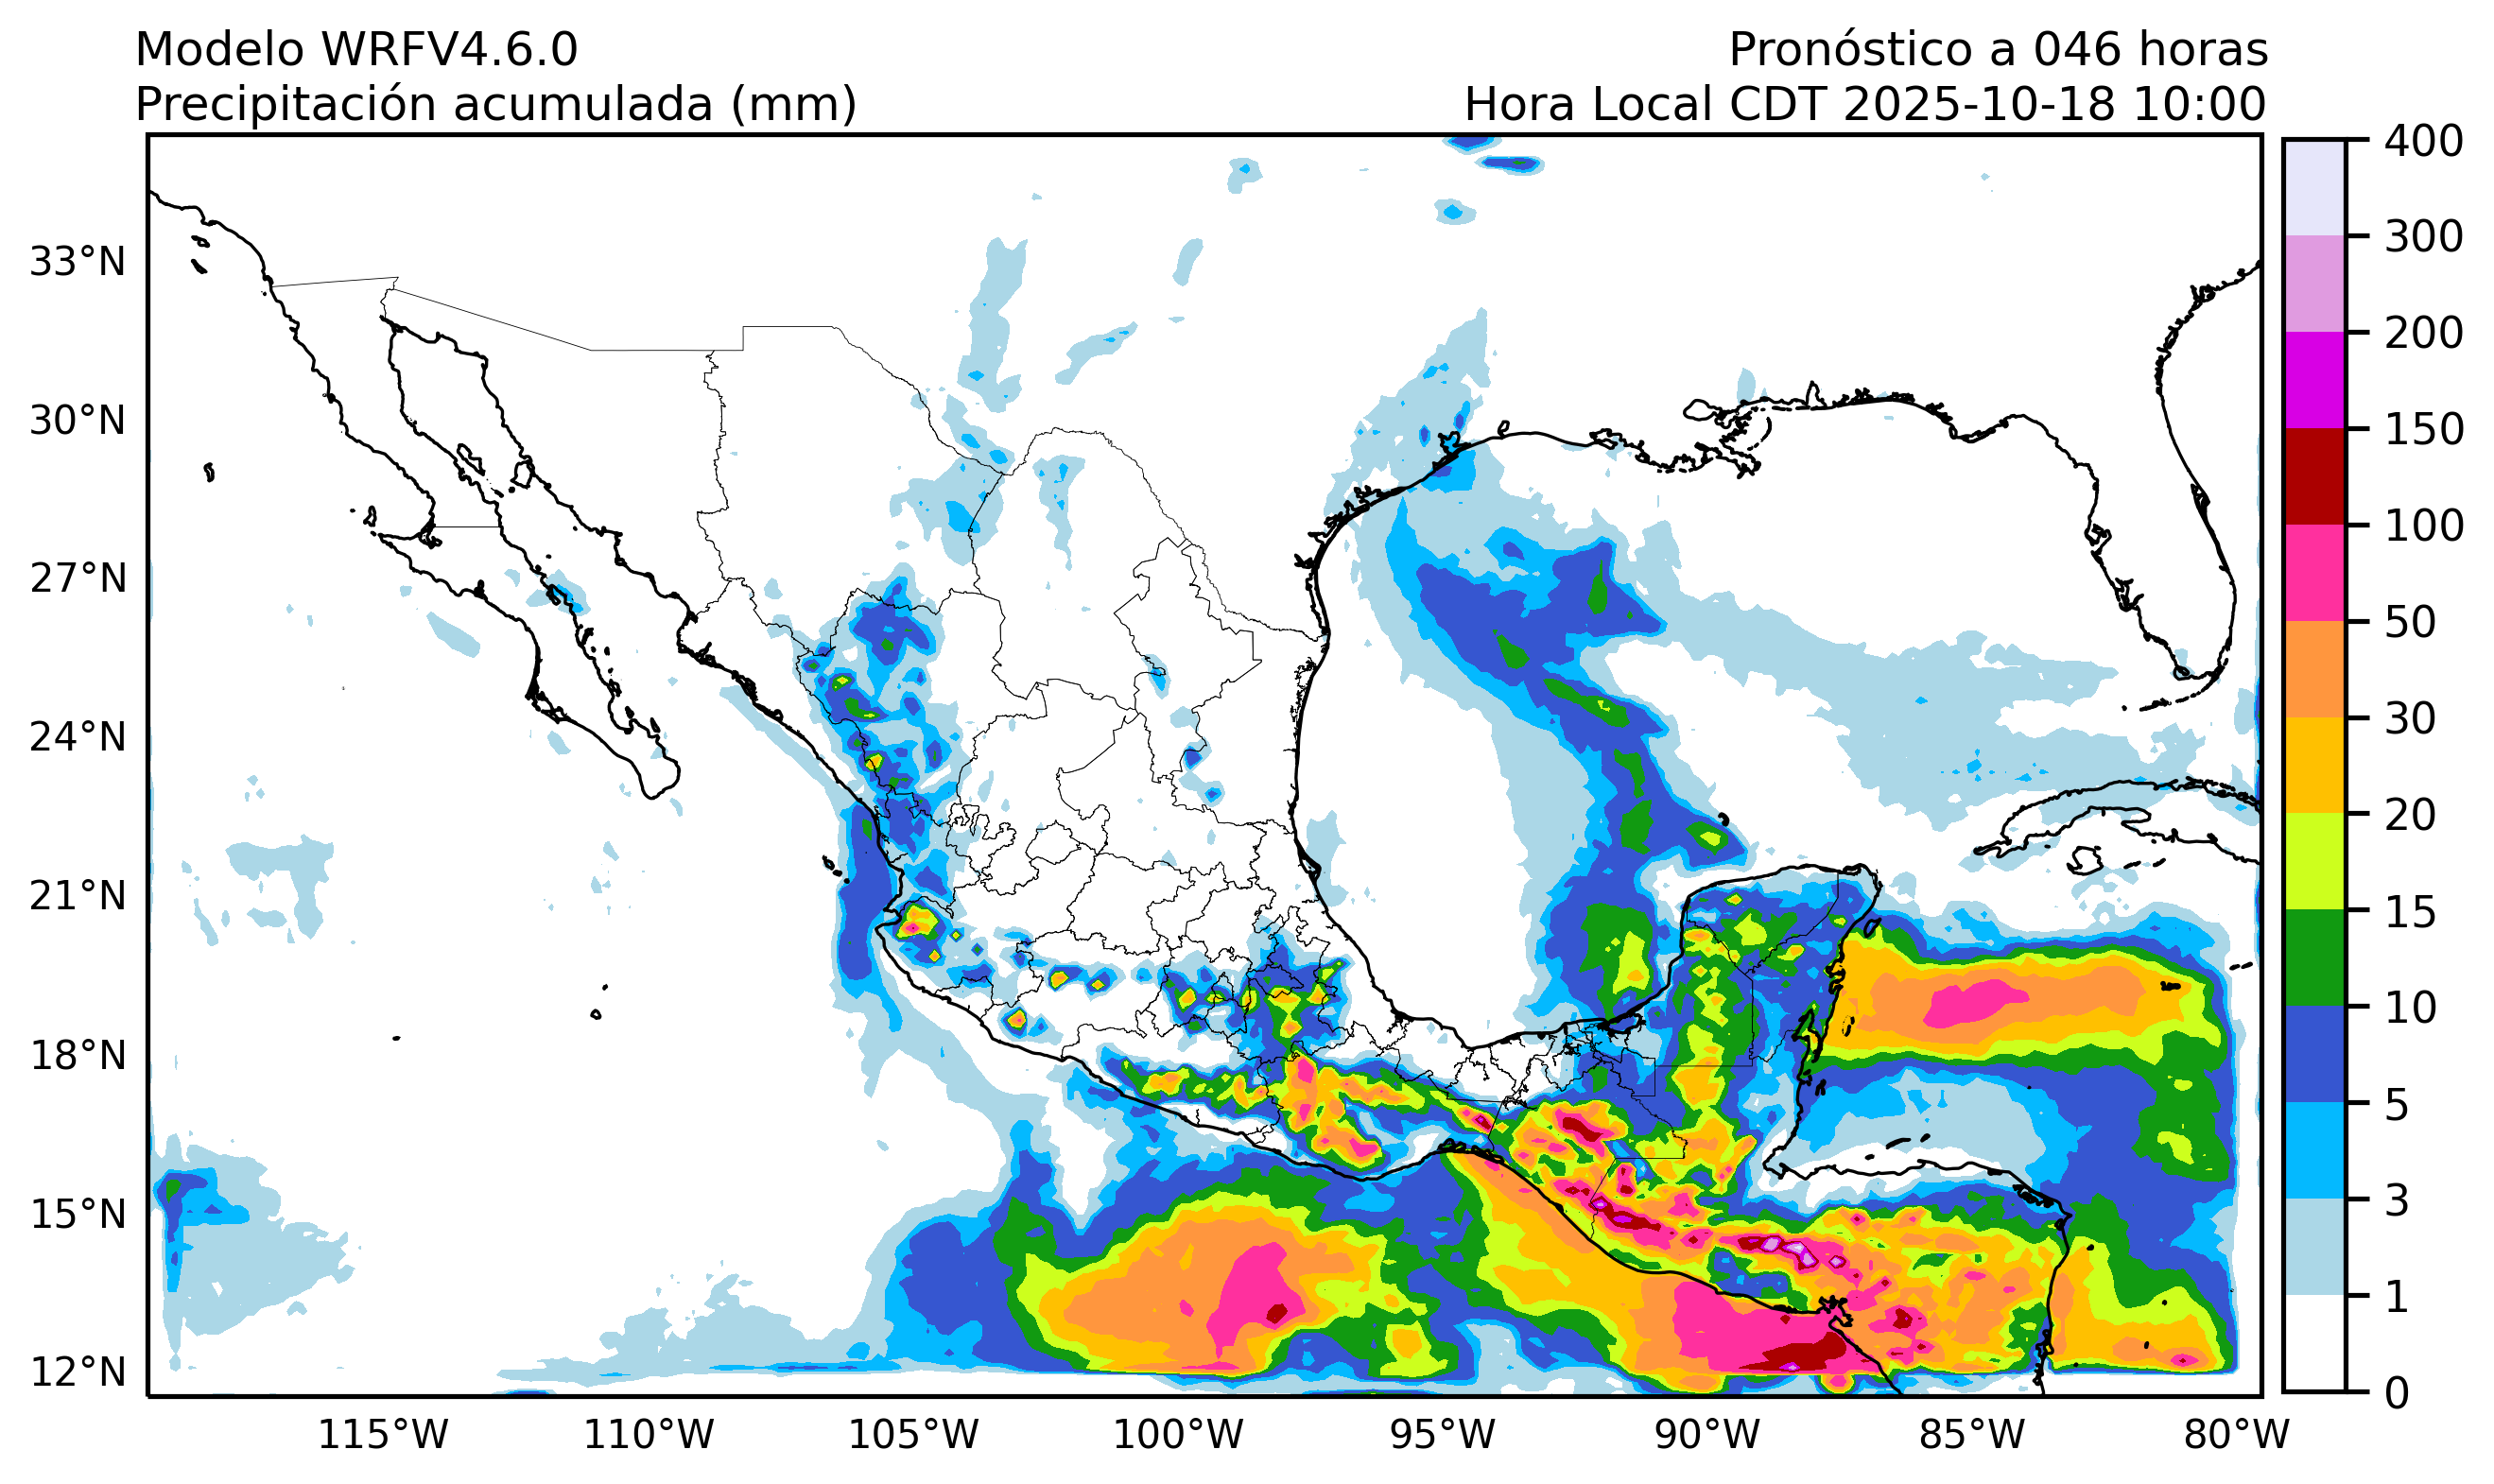 Modelo WRFV4.6.0
Pronóstico a 046 horas
Precipitación acumulada (mm)
Hora Local CDT 2025-10-18 10:00
33°N
30°N
27°N
24°N
21°N
18°N
15°N
12°N
115°W
110°W
105°W
100°W
95°W
90°W
85°W
80°W
400
300
200
150
100
50
30
20
15
10
5
3
1
0